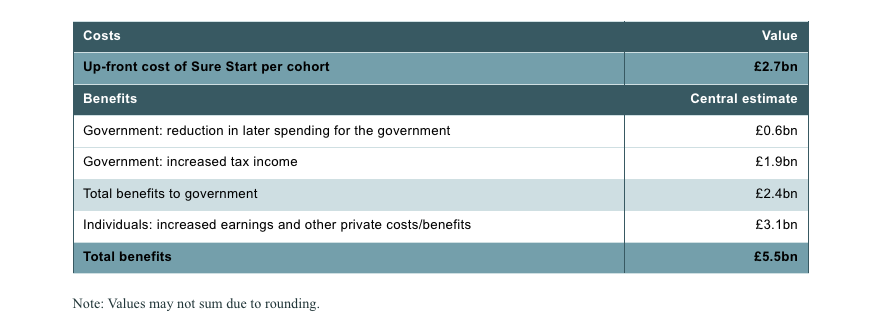 Costs Value
Up-front cost of Sure Start per cohort £2.7bn
Benefits Central estimate
Government: reduction in later spending for the government £0.6bn
Government: increased tax income £1.9bn
Total benefits to government £2.4bn
Individuals: increased earnings and other private costs/benefits £3.1bn
Total benefits £5.5bn
Note: Values may not sum due to rounding.